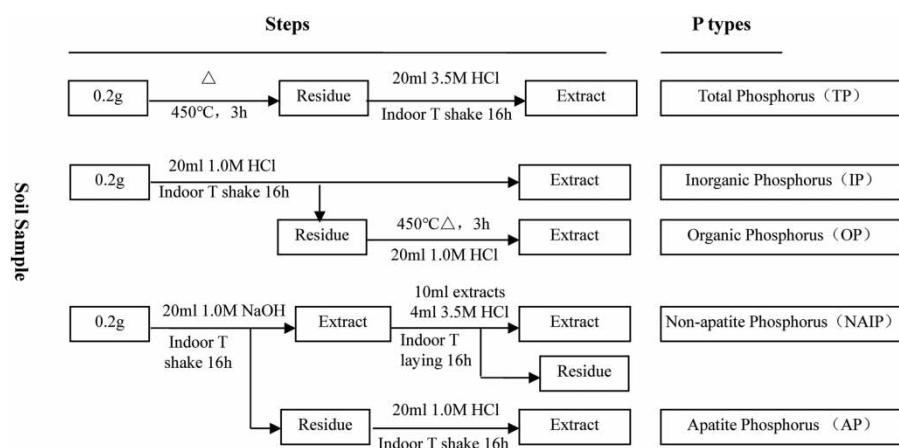 Steps
P types
Soil Sample
0.2g
△
450℃，3h
Residue
20ml 3.5M HCl
Indoor T shake 16h
Extract
Total Phosphorus（TP）
0.2g
20ml 1.0M HCl
Indoor T shake 16h
Extract
Inorganic Phosphorus（IP）
Residue
450℃△，3h
20ml 1.0M HCl
Extract
Organic Phosphorus（OP）
0.2g
20ml 1.0M NaOH
Indoor T
shake 16h
Extract
10ml extracts
4ml 3.5M HCl
Indoor T
laying 16h
Extract
Non-apatite Phosphorus（NAIP）
Residue
Residue
20ml 1.0M HCl
Indoor T shake 16h
Extract
Apatite Phosphorus（AP）